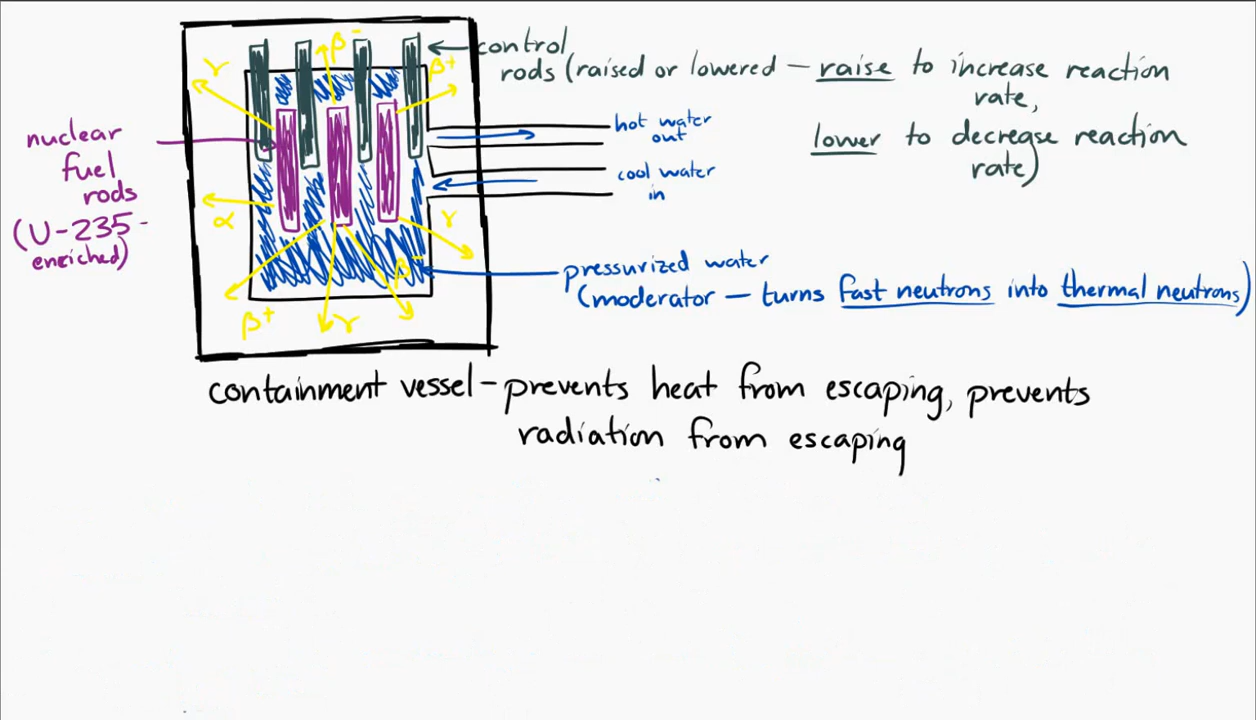 control
rods (raised or lowered — raise to increase reaction
rate,
lower to decrease reaction
rate)
nuclear
fuel
rods
(U-235-
enriched)
γ
β⁻
β⁺
hot water
out
cool water
in
α
γ
β⁻
β⁺
γ
pressurized water
(moderator — turns fast neutrons into thermal neutrons)
containment vessel - prevents heat from escaping, prevents
radiation from escaping